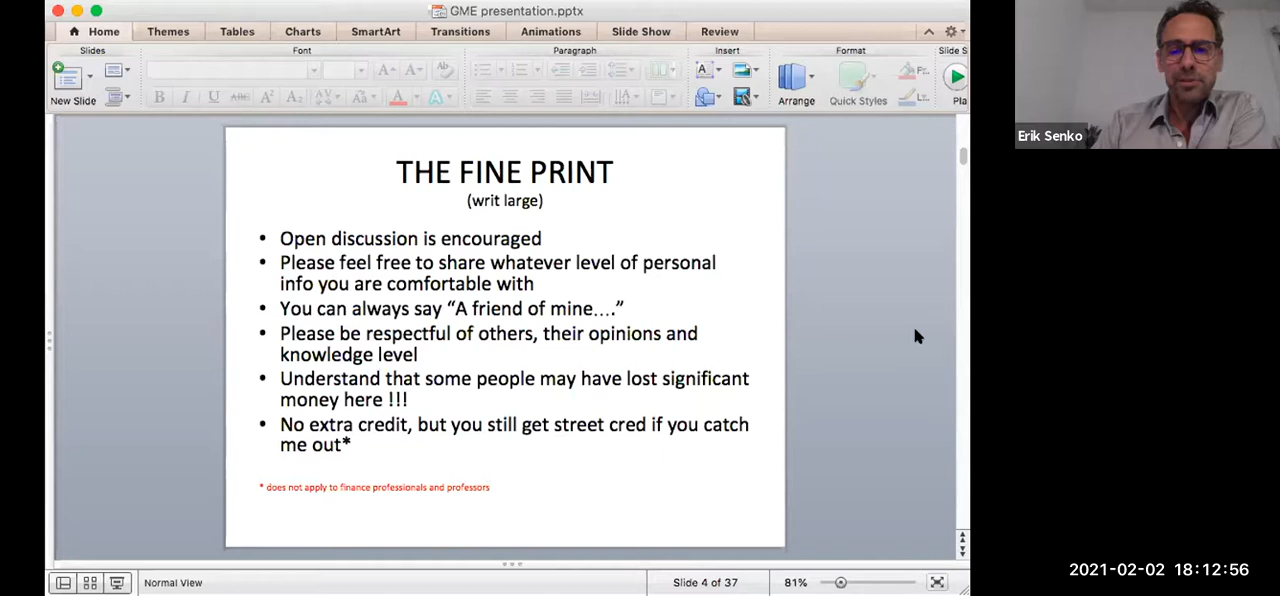 GME presentation.pptx
Home Themes Tables Charts SmartArt Transitions Animations Slide Show Review
Slides Font Paragraph Insert Format Slide S
New Slide Arrange Quick Styles Pla
THE FINE PRINT
(writ large)
• Open discussion is encouraged
• Please feel free to share whatever level of personal
info you are comfortable with
• You can always say “A friend of mine….”
• Please be respectful of others, their opinions and
knowledge level
• Understand that some people may have lost significant
money here !!!
• No extra credit, but you still get street cred if you catch
me out*
* does not apply to finance professionals and professors
Normal View Slide 4 of 37 81%
Erik Senko
2021-02-02 18:12:56